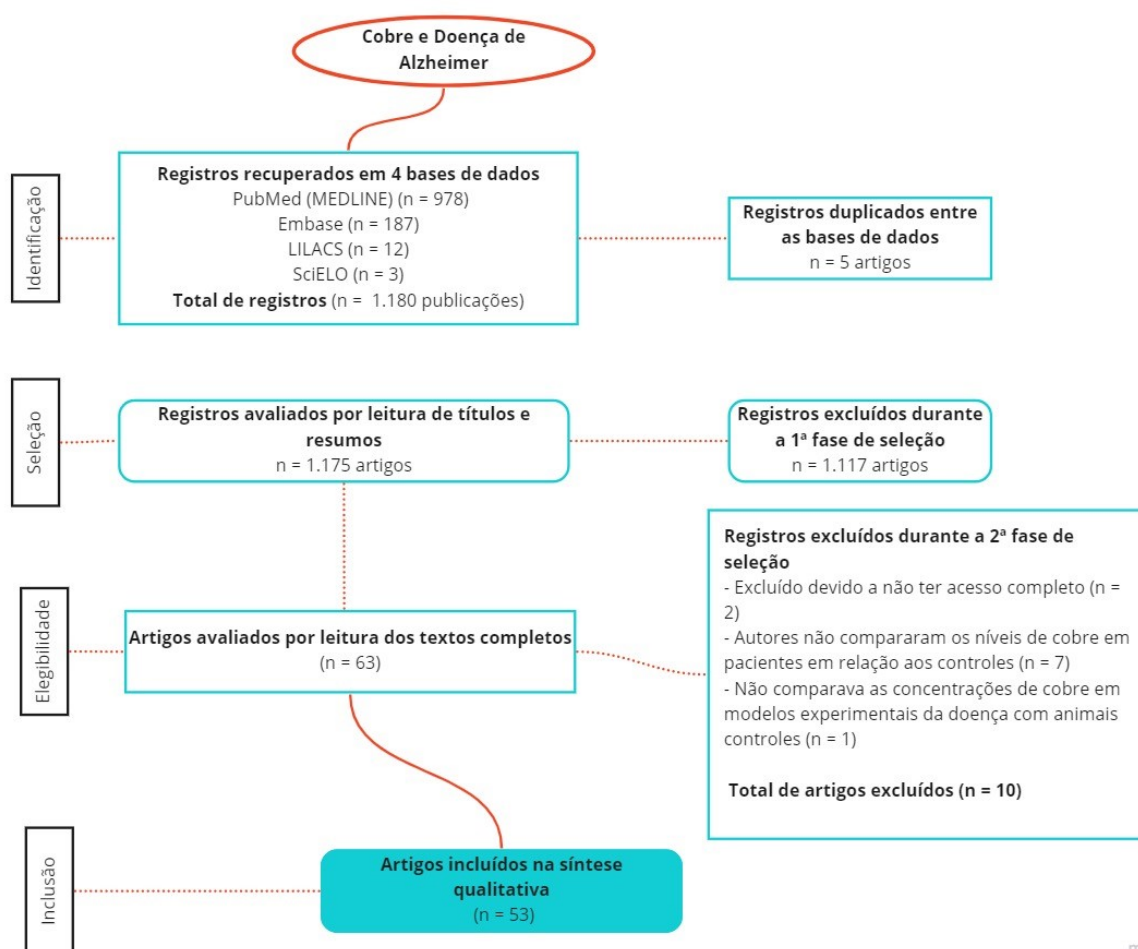 Cobre e Doença de
Alzheimer
Identificação
Registros recuperados em 4 bases de dados
PubMed (MEDLINE) (n = 978)
Embase (n = 187)
LILACS (n = 12)
SciELO (n = 3)
Total de registros (n =  1.180 publicações)
Registros duplicados entre
as bases de dados
n = 5 artigos
Seleção
Registros avaliados por leitura de títulos e
resumos
n = 1.175 artigos
Registros excluídos durante
a 1ª fase de seleção
n = 1.117 artigos
Elegibilidade
Artigos avaliados por leitura dos textos completos
(n = 63)
Registros excluídos durante a 2ª fase de
seleção
- Excluído devido a não ter acesso completo (n =
2)
- Autores não compararam os níveis de cobre em
pacientes em relação aos controles (n = 7)
- Não comparava as concentrações de cobre em
modelos experimentais da doença com animais
controles (n = 1)
Total de artigos excluídos (n = 10)
Inclusão
Artigos incluídos na síntese
qualitativa
(n = 53)